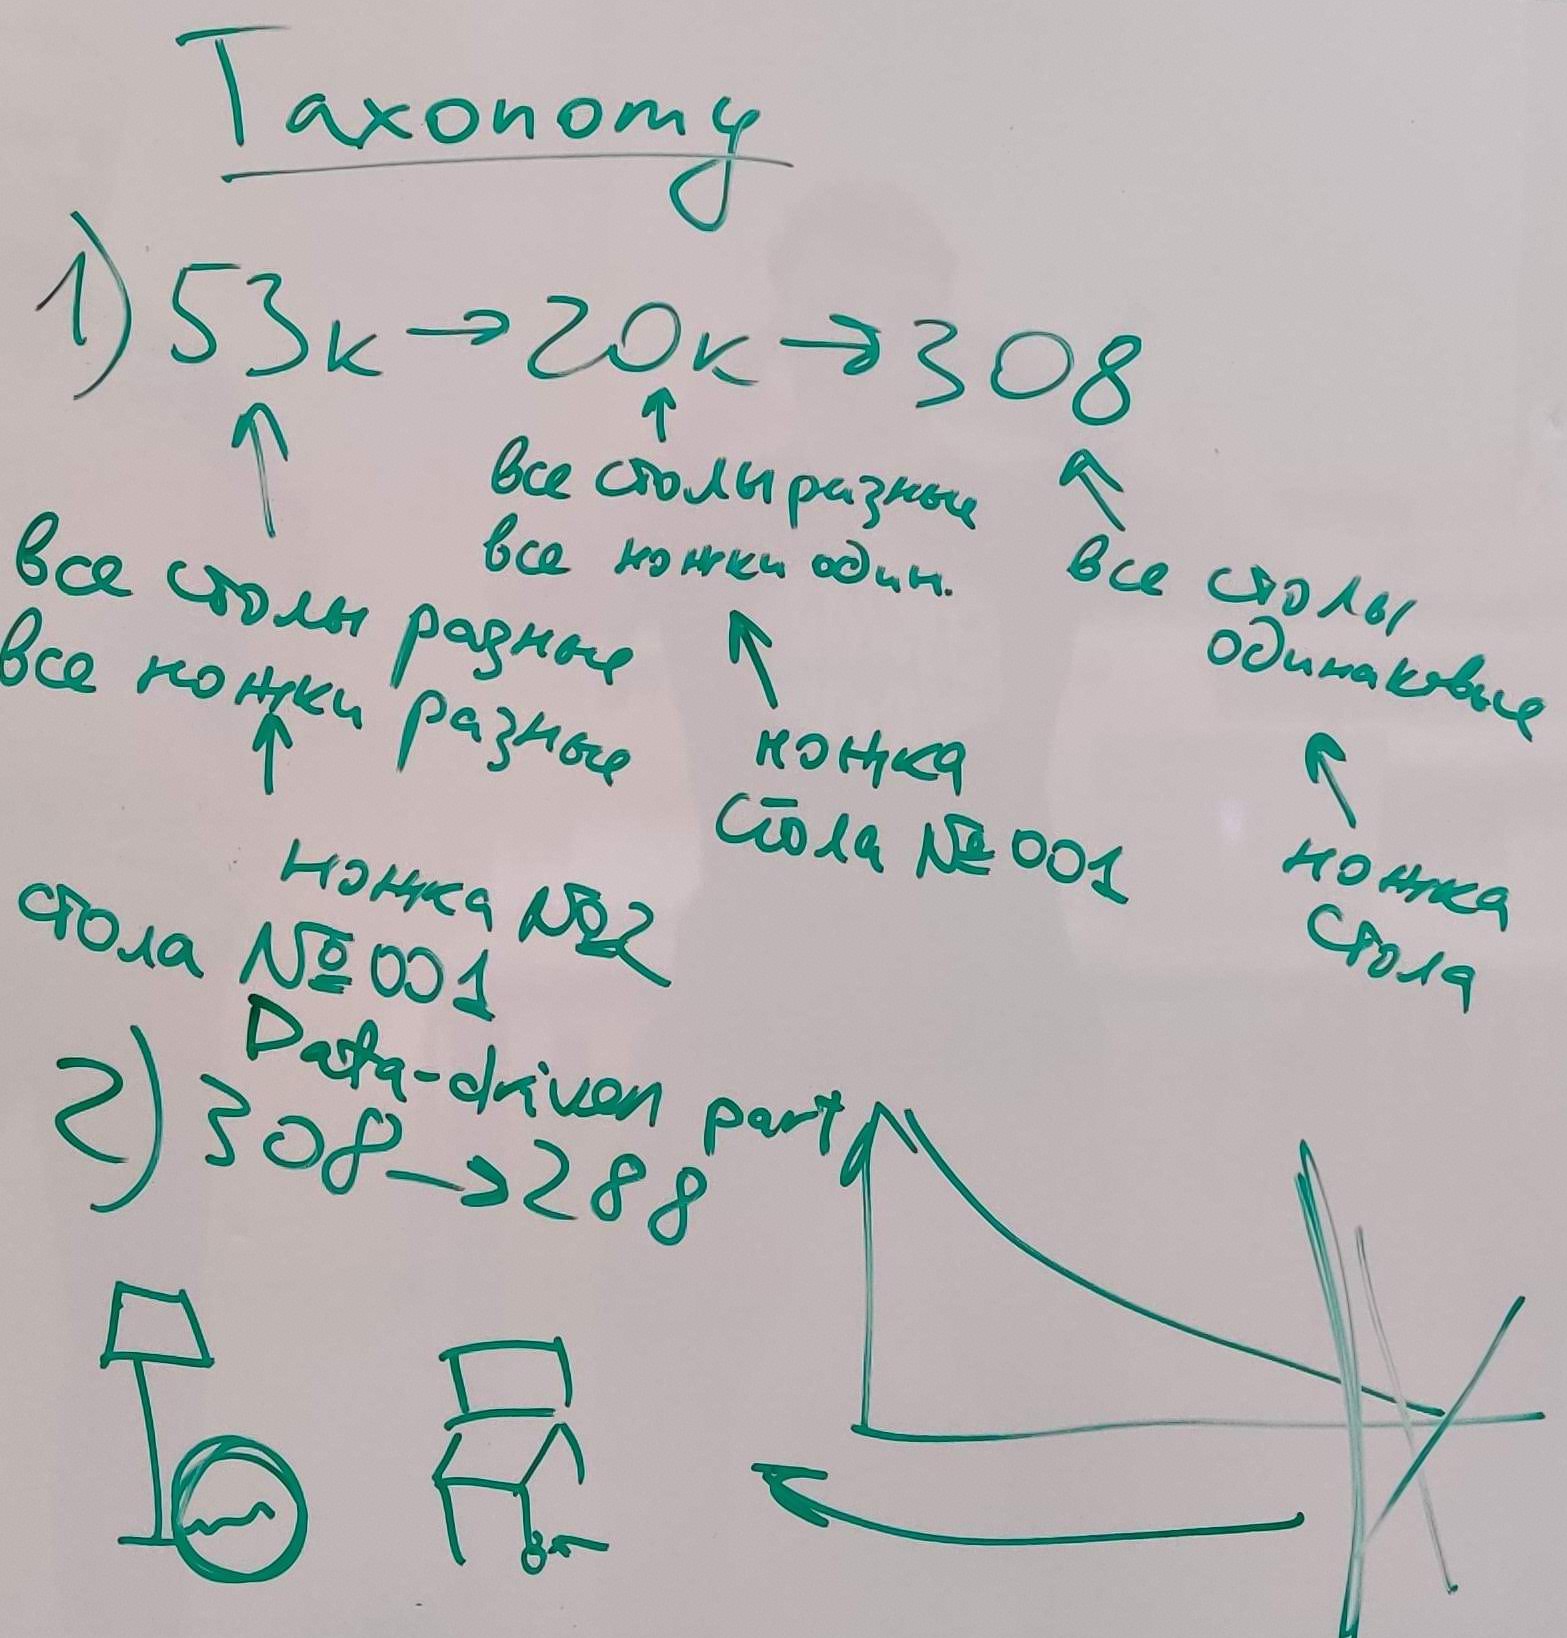 Taxonomy
1) 53к → 20к → 308
все столы разные
все ножки разные
ножка №2
стола №001
все столы разные
все ножки один.
ножка
стола №001
все столы
одинаковые
ножка
стола
Data-driven part
2) 308 → 288